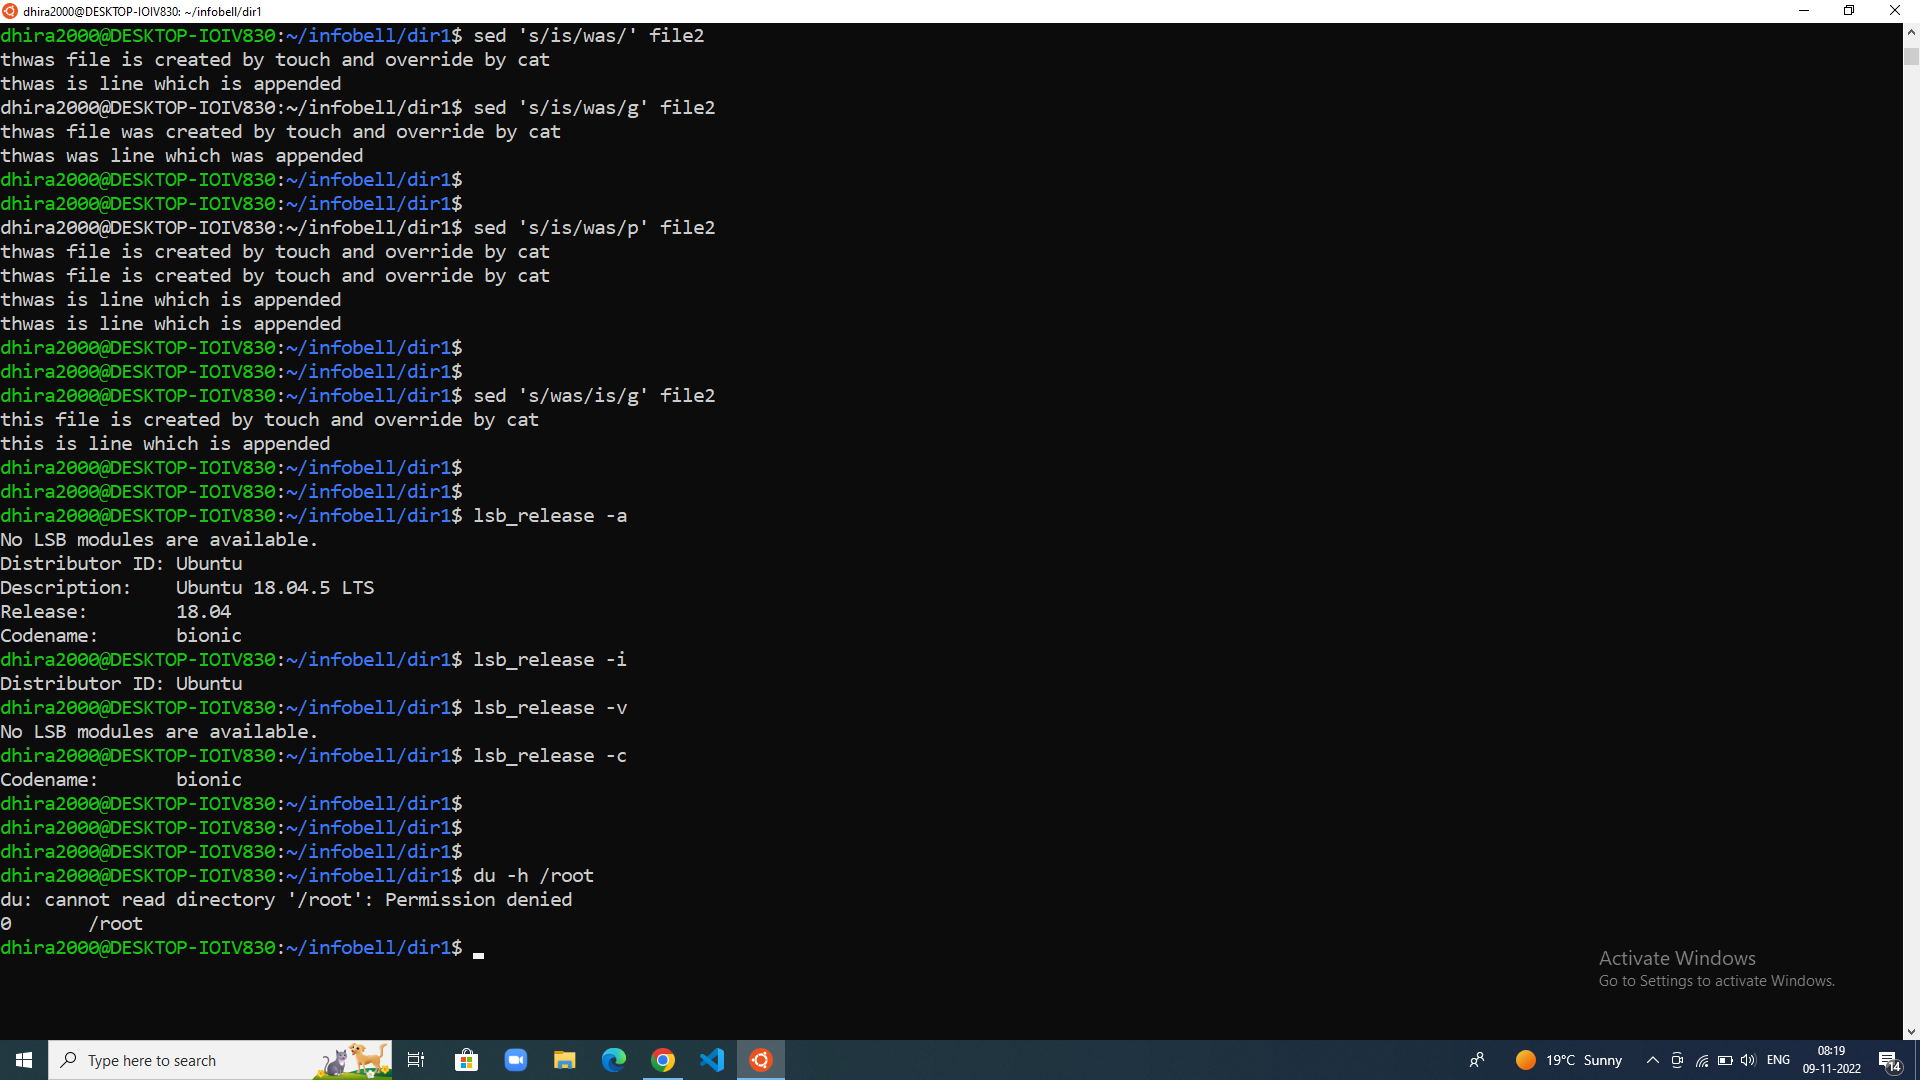 dhira2000@DESKTOP-IOIV830: ~/infobell/dir1
dhira2000@DESKTOP-IOIV830:~/infobell/dir1$ sed 's/is/was/' file2
thwas file is created by touch and override by cat
thwas is line which is appended
dhira2000@DESKTOP-IOIV830:~/infobell/dir1$ sed 's/is/was/g' file2
thwas file was created by touch and override by cat
thwas was line which was appended
dhira2000@DESKTOP-IOIV830:~/infobell/dir1$
dhira2000@DESKTOP-IOIV830:~/infobell/dir1$
dhira2000@DESKTOP-IOIV830:~/infobell/dir1$ sed 's/is/was/p' file2
thwas file is created by touch and override by cat
thwas file is created by touch and override by cat
thwas is line which is appended
thwas is line which is appended
dhira2000@DESKTOP-IOIV830:~/infobell/dir1$
dhira2000@DESKTOP-IOIV830:~/infobell/dir1$
dhira2000@DESKTOP-IOIV830:~/infobell/dir1$ sed 's/was/is/g' file2
this file is created by touch and override by cat
this is line which is appended
dhira2000@DESKTOP-IOIV830:~/infobell/dir1$
dhira2000@DESKTOP-IOIV830:~/infobell/dir1$
dhira2000@DESKTOP-IOIV830:~/infobell/dir1$ lsb_release -a
No LSB modules are available.
Distributor ID: Ubuntu
Description:    Ubuntu 18.04.5 LTS
Release:        18.04
Codename:       bionic
dhira2000@DESKTOP-IOIV830:~/infobell/dir1$ lsb_release -i
Distributor ID: Ubuntu
dhira2000@DESKTOP-IOIV830:~/infobell/dir1$ lsb_release -v
No LSB modules are available.
dhira2000@DESKTOP-IOIV830:~/infobell/dir1$ lsb_release -c
Codename:       bionic
dhira2000@DESKTOP-IOIV830:~/infobell/dir1$
dhira2000@DESKTOP-IOIV830:~/infobell/dir1$
dhira2000@DESKTOP-IOIV830:~/infobell/dir1$
dhira2000@DESKTOP-IOIV830:~/infobell/dir1$ du -h /root
du: cannot read directory '/root': Permission denied
0       /root
dhira2000@DESKTOP-IOIV830:~/infobell/dir1$
Activate Windows
Go to Settings to activate Windows.
Type here to search
19°C Sunny
ENG
08:19
09-11-2022
14